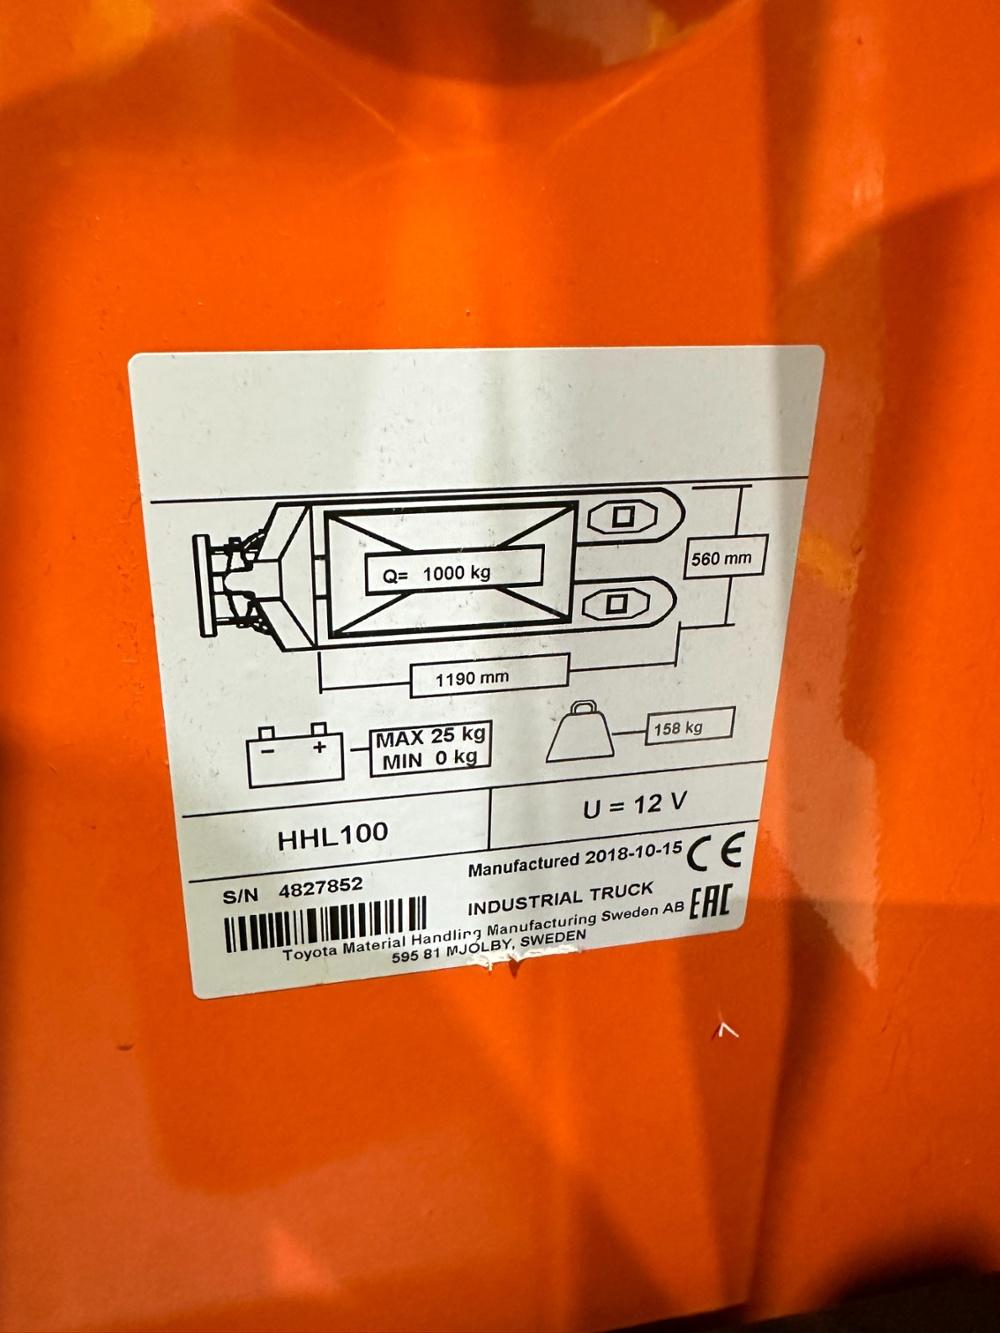 Q= 1000 kg
560 mm
1190 mm
- +
MAX 25 kg
MIN 0 kg
158 kg
HHL100
U = 12 V
S/N 4827852
Manufactured 2018-10-15
CE
INDUSTRIAL TRUCK
EAC
Toyota Material Handling Manufacturing Sweden AB
595 81 MJÖLBY, SWEDEN